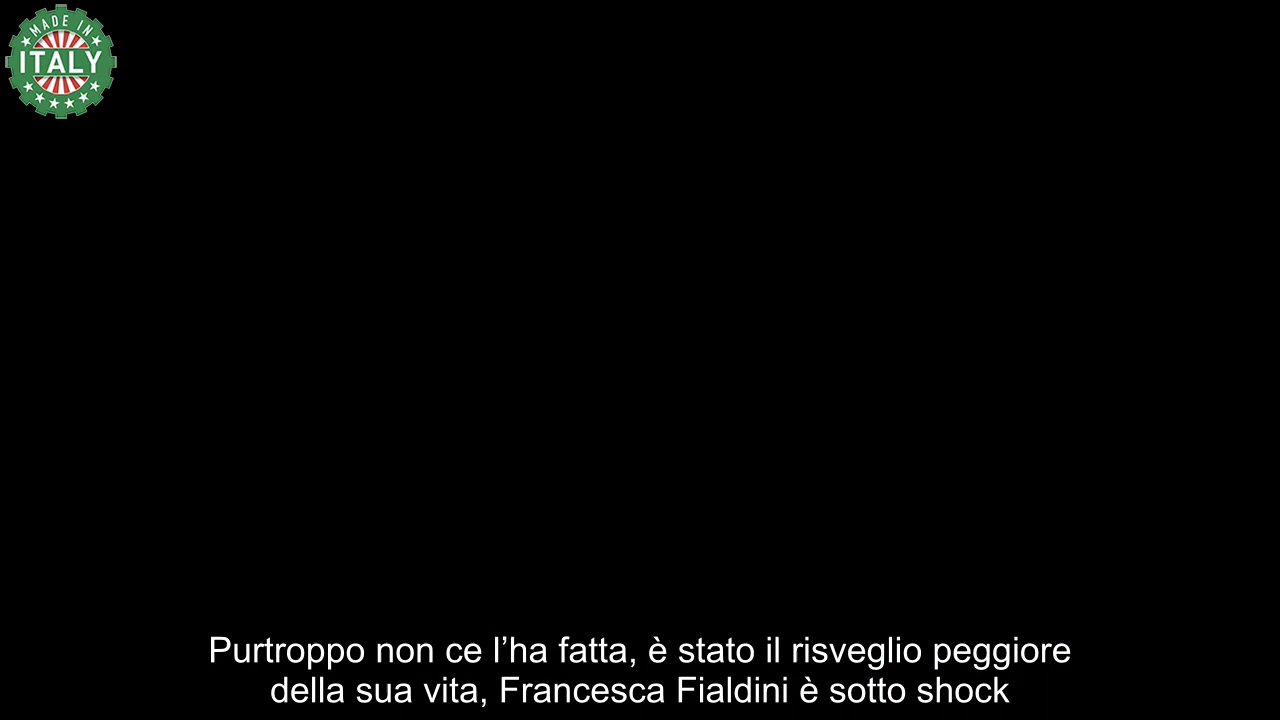 MADE IN
ITALY
Purtroppo non ce l’ha fatta, è stato il risveglio peggiore
della sua vita, Francesca Fialdini è sotto shock